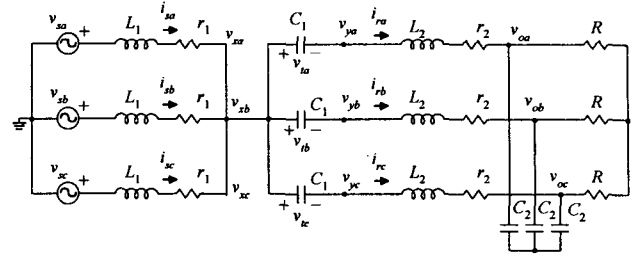 v_sa + L_1 i_sa r_1 v_xa C_1 + − v_ta v_ya i_ra L_2 r_2 v_oa R
v_sb + L_1 i_sb r_1 v_xb C_1 + − v_tb v_yb i_rb L_2 r_2 v_ob R
v_sc + L_1 i_sc r_1 v_xc C_1 + − v_tc v_yc i_rc L_2 r_2 v_oc R
C_2 C_2 C_2